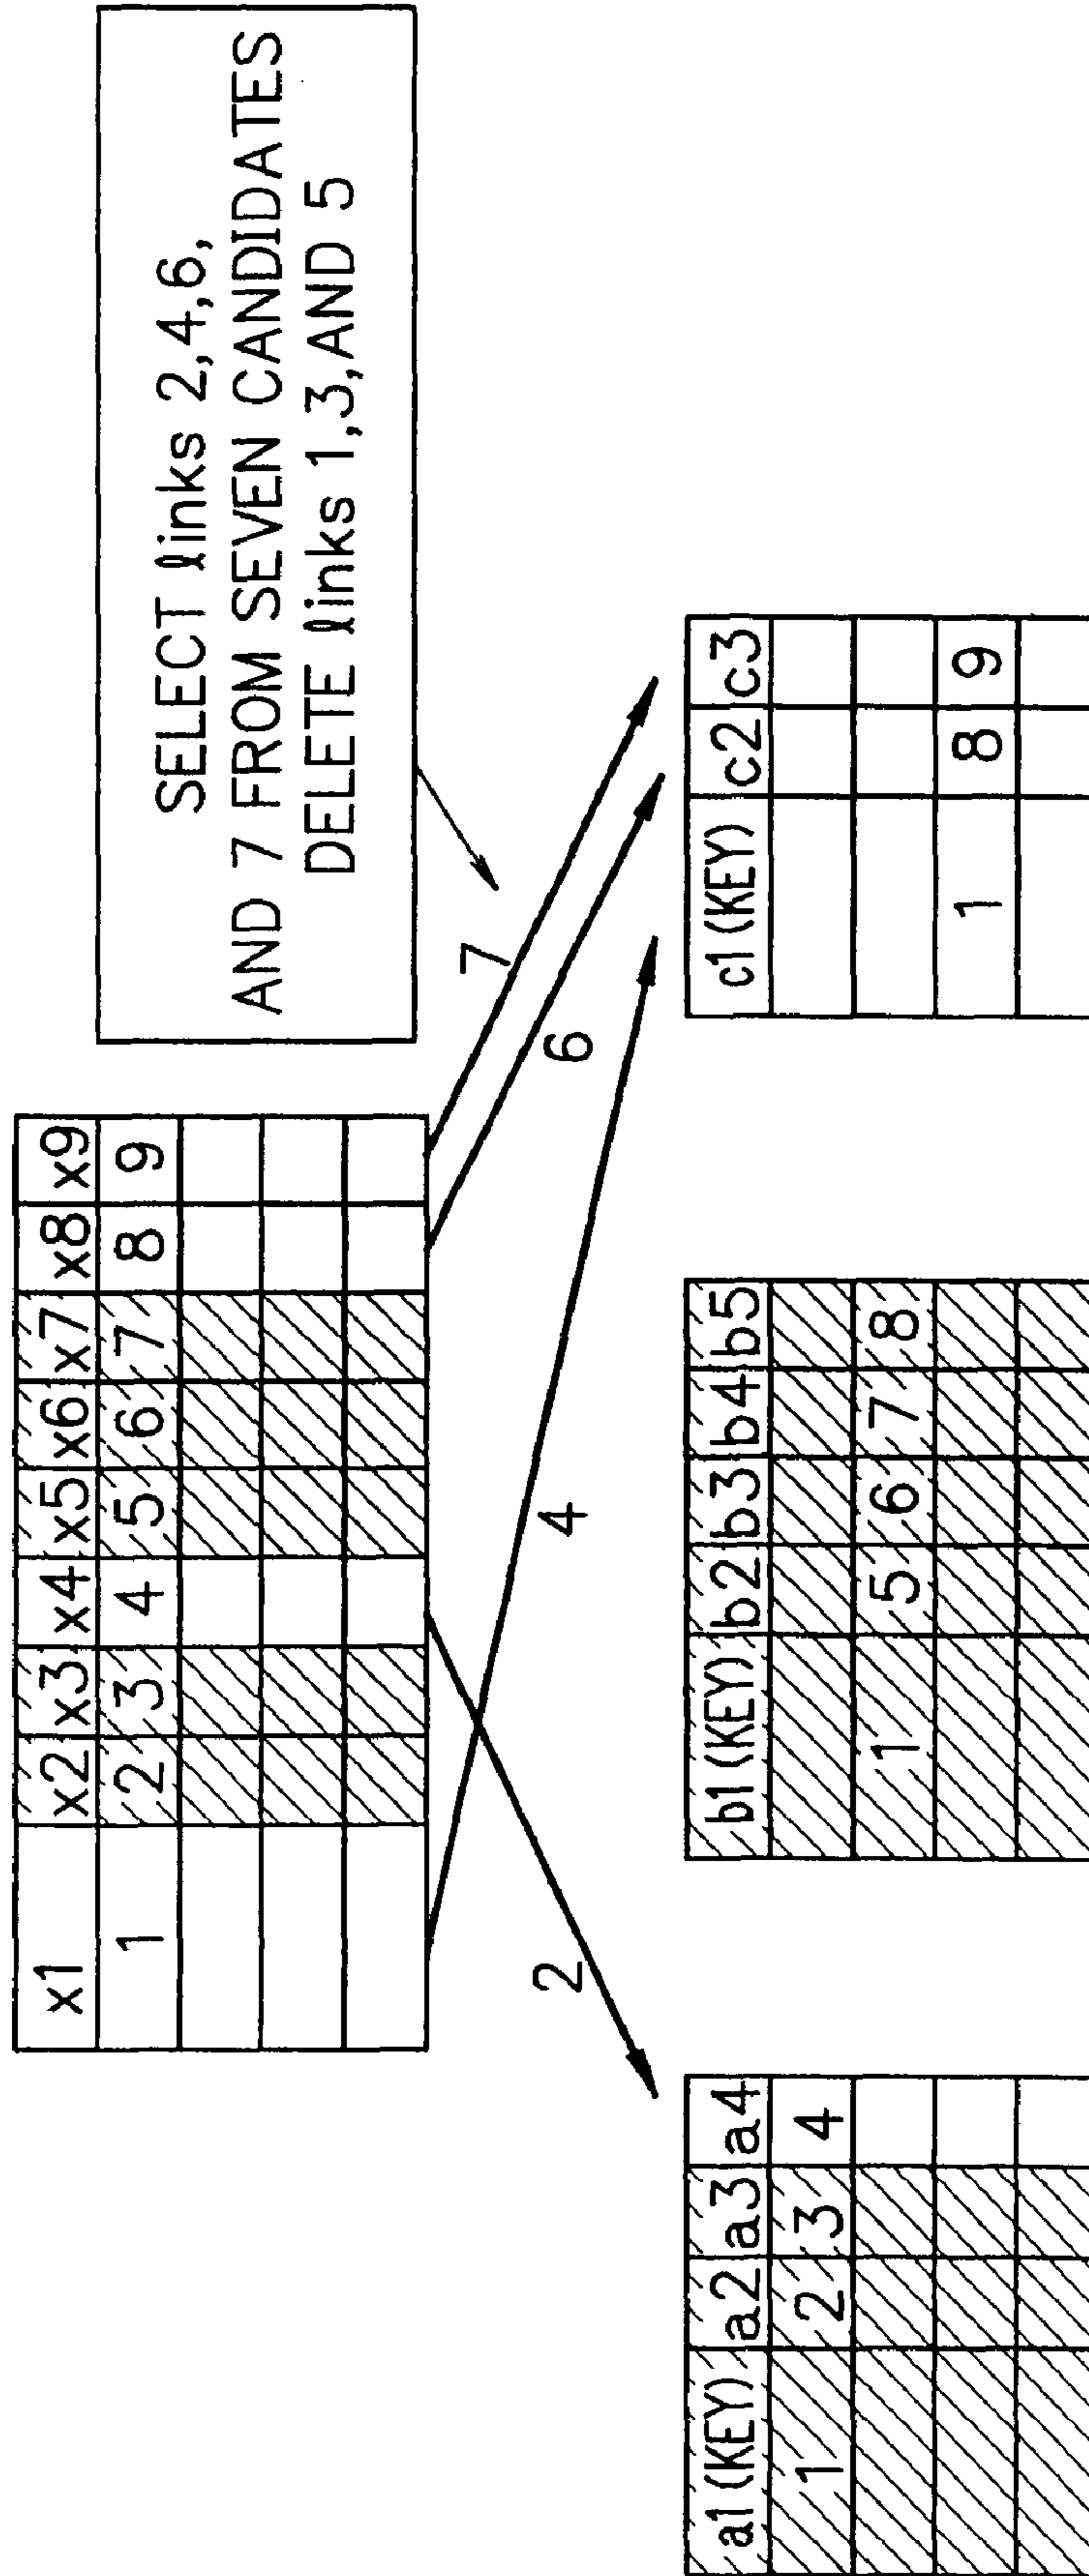 x1 x2 x3 x4 x5 x6 x7 x8 x9
1 2 3 4 5 6 7 8 9
SELECT links 2,4,6,
AND 7 FROM SEVEN CANDIDATES
DELETE links 1,3,AND 5
2
4
6
7
a1(KEY) a2 a3 a4
1 2 3 4
b1(KEY) b2 b3 b4 b5
1 5 6 7 8
c1(KEY) c2 c3
1 8 9